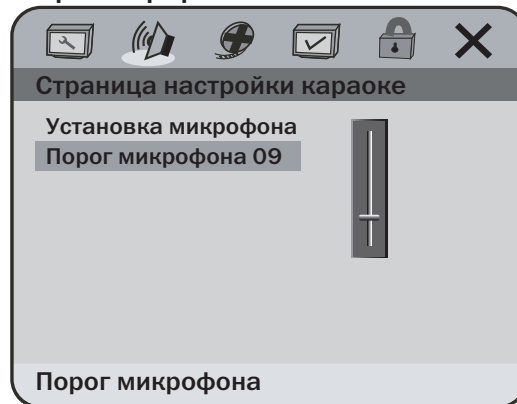 Страница настройки караоке
Установка микрофона
Порог микрофона 09
Порог микрофона